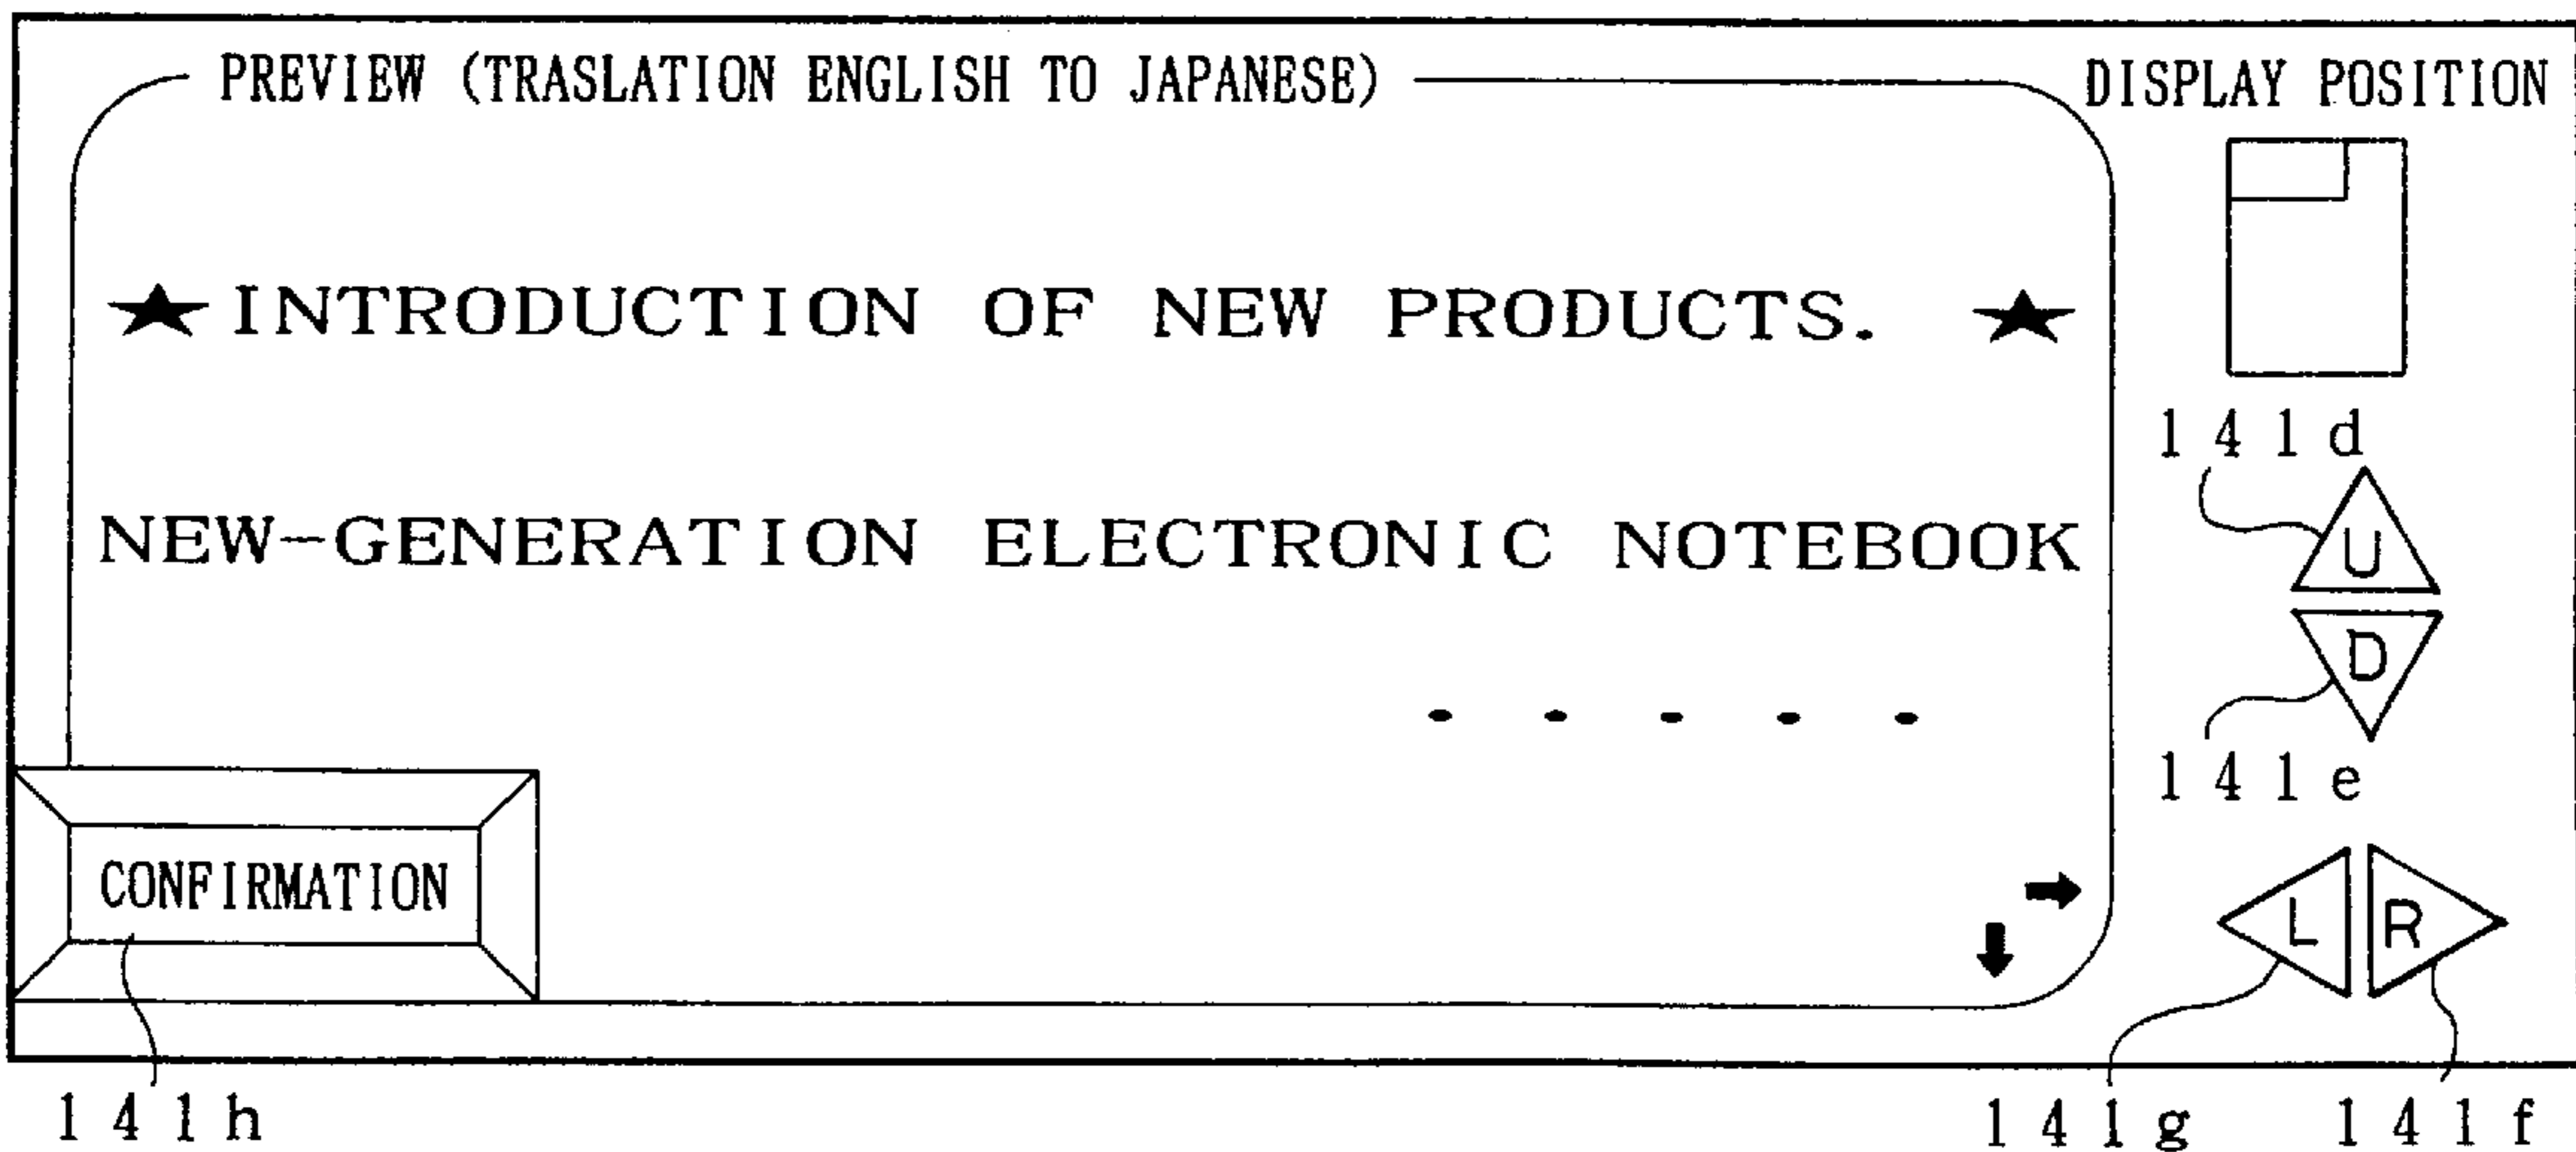 PREVIEW (TRASLATION ENGLISH TO JAPANESE)
DISPLAY POSITION
★INTRODUCTION OF NEW PRODUCTS. ★
141d
NEW-GENERATION ELECTRONIC NOTEBOOK
U
D
. . . . .
141e
CONFIRMATION
L R
141h
141g 141f